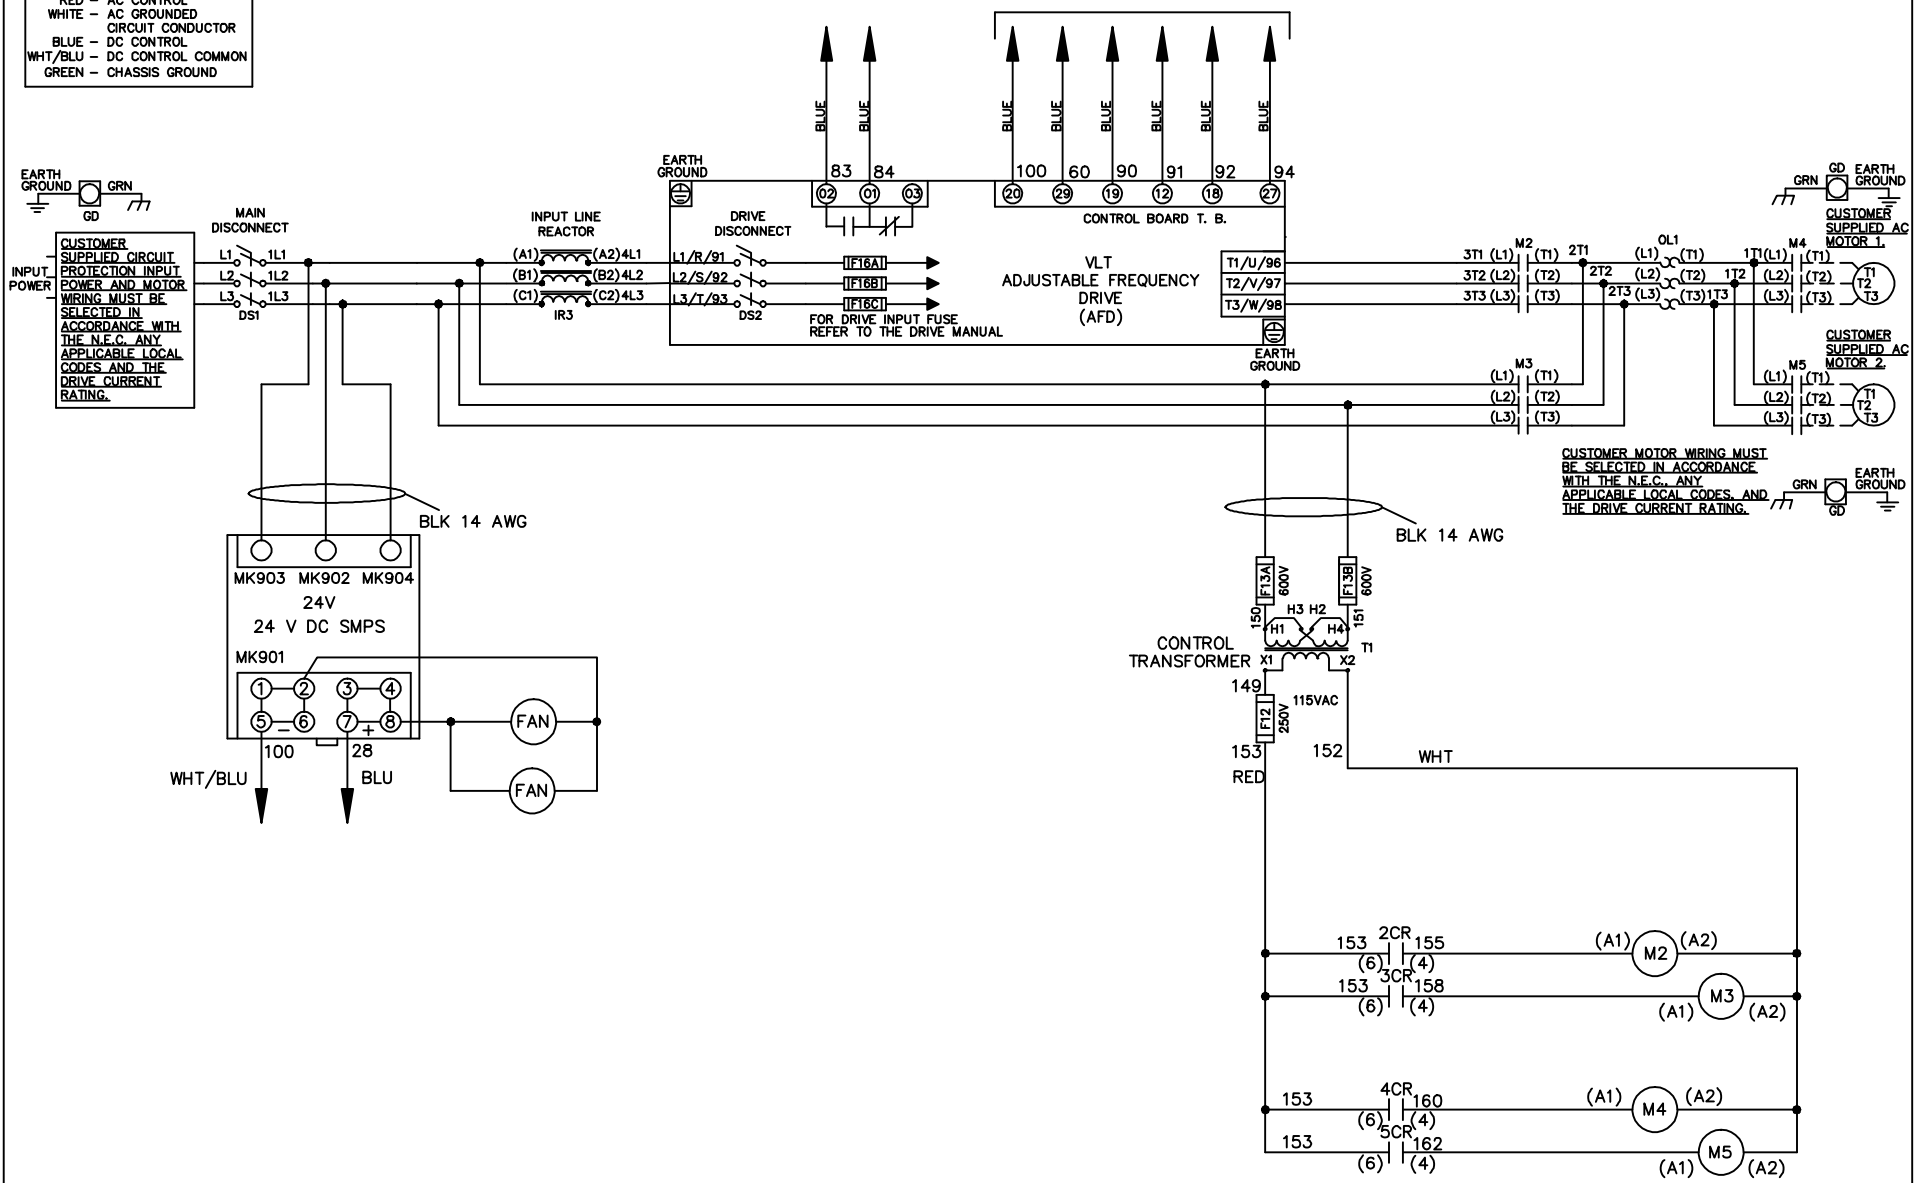 RED – AC CONTROL
WHITE – AC GROUNDED
CIRCUIT CONDUCTOR
BLUE – DC CONTROL
WHT/BLU – DC CONTROL COMMON
GREEN – CHASSIS GROUND
BLUE
BLUE
BLUE
BLUE
BLUE
BLUE
BLUE
BLUE
EARTH
GROUND
GRN
GD
EARTH
GROUND
83
84
02
01
03
100
60
90
91
92
94
20
29
19
12
18
27
CONTROL BOARD T. B.
GD
EARTH
GROUND
GRN
CUSTOMER
SUPPLIED AC
MOTOR 1.
INPUT
POWER
CUSTOMER
SUPPLIED CIRCUIT
PROTECTION INPUT
POWER AND MOTOR
WIRING MUST BE
SELECTED IN
ACCORDANCE WITH
THE N.E.C. ANY
APPLICABLE LOCAL
CODES AND THE
DRIVE CURRENT
RATING.
MAIN
DISCONNECT
L1 1L1
L2 1L2
L3 1L3
DS1
INPUT LINE
REACTOR
(A1) (A2) 4L1
(B1) (B2) 4L2
(C1) (C2) 4L3
IR3
DRIVE
DISCONNECT
L1/R/91
L2/S/92
L3/T/93
DS2
F16A
F16B
F16C
FOR DRIVE INPUT FUSE
REFER TO THE DRIVE MANUAL
VLT
ADJUSTABLE FREQUENCY
DRIVE
(AFD)
T1/U/96
T2/V/97
T3/W/98
EARTH
GROUND
M2
3T1 (L1) (T1) 2T1
3T2 (L2) (T2) 2T2
3T3 (L3) (T3) 2T3
OL1
(L1) (T1) 1T1
(L2) (T2) 1T2
(L3) (T3) 1T3
M4
(L1) (T1)
(L2) (T2)
(L3) (T3)
T1
T2
T3
M3
(L1) (T1)
(L2) (T2)
(L3) (T3)
CUSTOMER
SUPPLIED AC
MOTOR 2.
M5
(L1) (T1)
(L2) (T2)
(L3) (T3)
T1
T2
T3
CUSTOMER MOTOR WIRING MUST
BE SELECTED IN ACCORDANCE
WITH THE N.E.C., ANY
APPLICABLE LOCAL CODES, AND
THE DRIVE CURRENT RATING.
GRN
GD
EARTH
GROUND
BLK 14 AWG
BLK 14 AWG
MK903 MK902 MK904
24V
24 V DC SMPS
MK901
1 2 3 4
5 6 7 8
– +
100
28
WHT/BLU
BLU
FAN
FAN
F13A
600V
F13B
600V
150
151
H3 H2
H1 H4
T1
CONTROL
TRANSFORMER
X1 X2
149
115VAC
F12
250V
153
152
RED
WHT
2CR
153 155
(6) (4)
(A1) M2 (A2)
3CR
153 158
(6) (4)
(A1) M3 (A2)
4CR
153 160
(6) (4)
(A1) M4 (A2)
5CR
153 162
(6) (4)
(A1) M5 (A2)